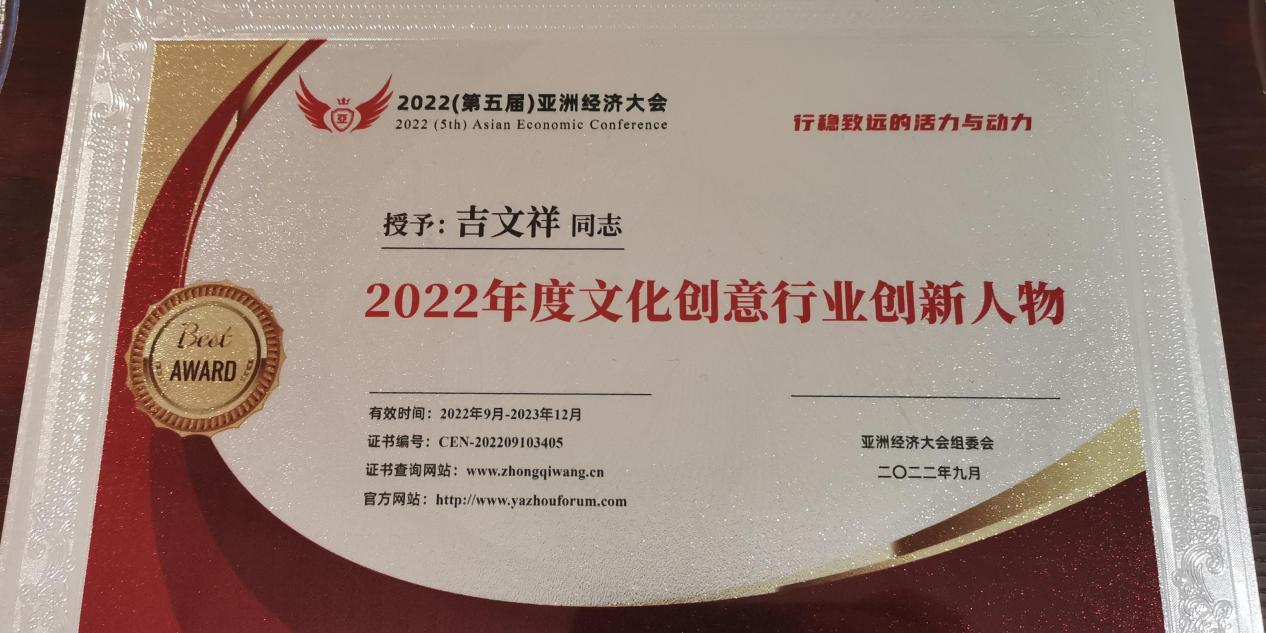 亚
2022(第五届)亚洲经济大会
2022 (5th) Asian Economic Conference
行稳致远的活力与动力
授予：吉文祥 同志
2022年度文化创意行业创新人物
Best
AWARD
有效时间：2022年9月-2023年12月
证书编号：CEN-202209103405
证书查询网站：www.zhongqiwang.cn
官方网站：http://www.yazhouforum.com
亚洲经济大会组委会
二〇二二年九月